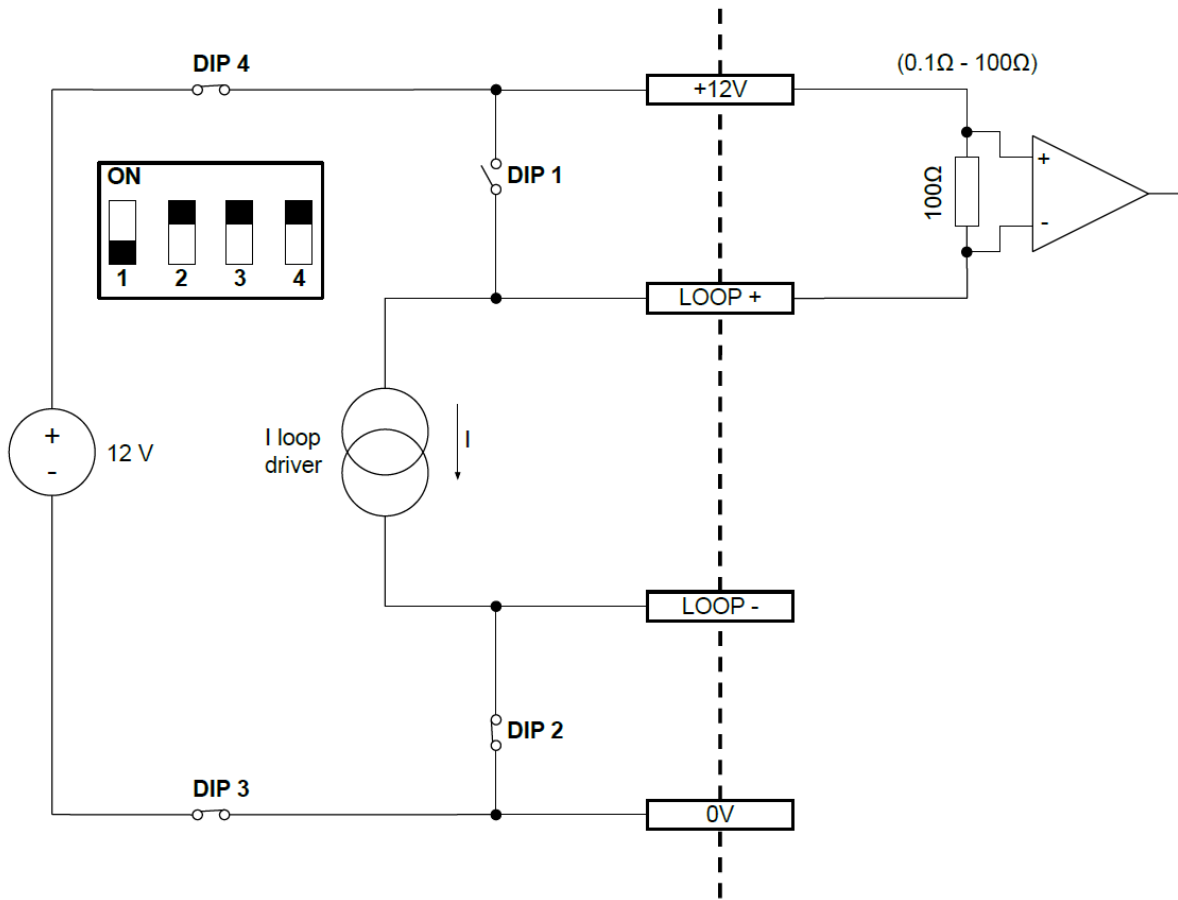 DIP 4
+12V
(0.1Ω - 100Ω)
ON
1 2 3 4
DIP 1
100Ω
+
-
LOOP +
+
-
12 V
I loop
driver
I
LOOP -
DIP 2
DIP 3
0V